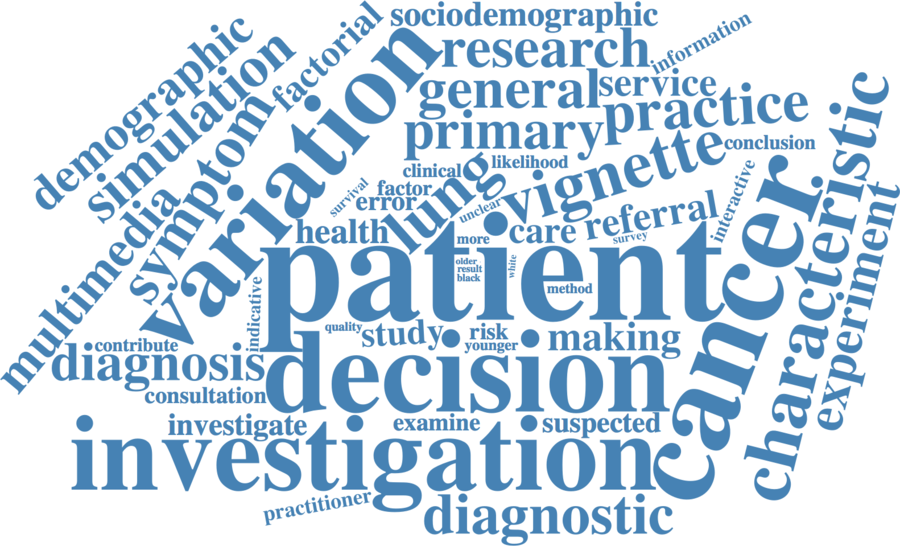 sociodemographic
demographic
simulation
factorial
variation
research
information
general
service
practice
primary
characteristic
symptom
multimedia
clinical
likelihood
vignette
conclusion
lung
factor
error
survival
unclear
interactive
health
care
referral
survey
more
patient
cancer
experiment
older
result
black
white
method
indicative
quality
study
risk
younger
making
contribute
diagnosis
decision
consultation
investigate
examine
suspected
investigation
practitioner
diagnostic